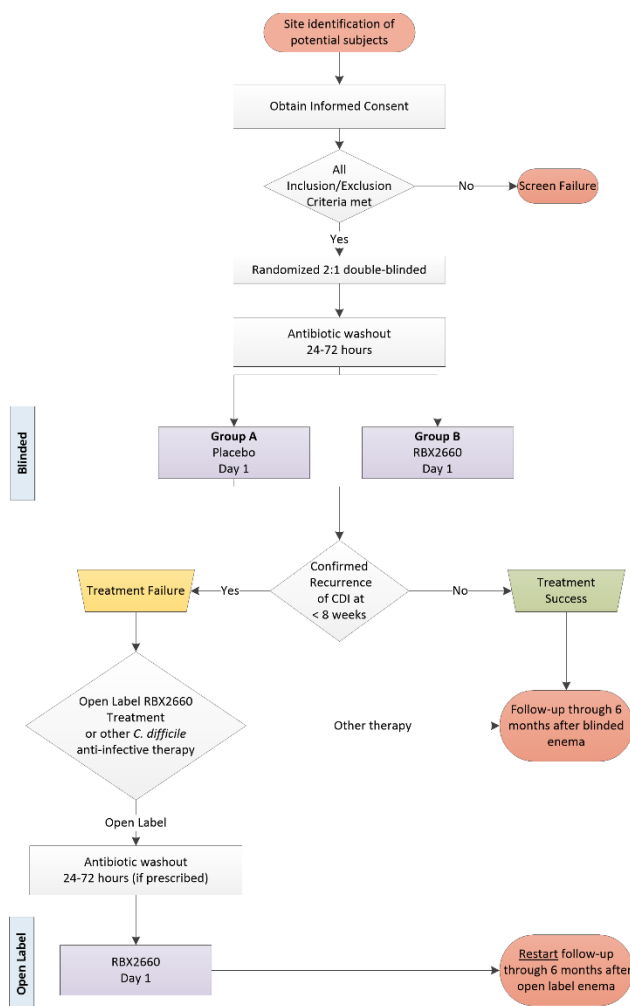 Site identification of
potential subjects
Obtain Informed Consent
All
Inclusion/Exclusion
Criteria met
No
Screen Failure
Yes
Randomized 2:1 double-blinded
Antibiotic washout
24-72 hours
Blinded
Group A
Placebo
Day 1
Group B
RBX2660
Day 1
Confirmed
Recurrence
of CDI at
< 8 weeks
Yes
Treatment Failure
No
Treatment
Success
Open Label RBX2660
Treatment
or other C. difficile
anti-infective therapy
Other therapy
Follow-up through 6
months after blinded
enema
Open Label
Antibiotic washout
24-72 hours (if prescribed)
Open Label
RBX2660
Day 1
Restart follow-up
through 6 months after
open label enema